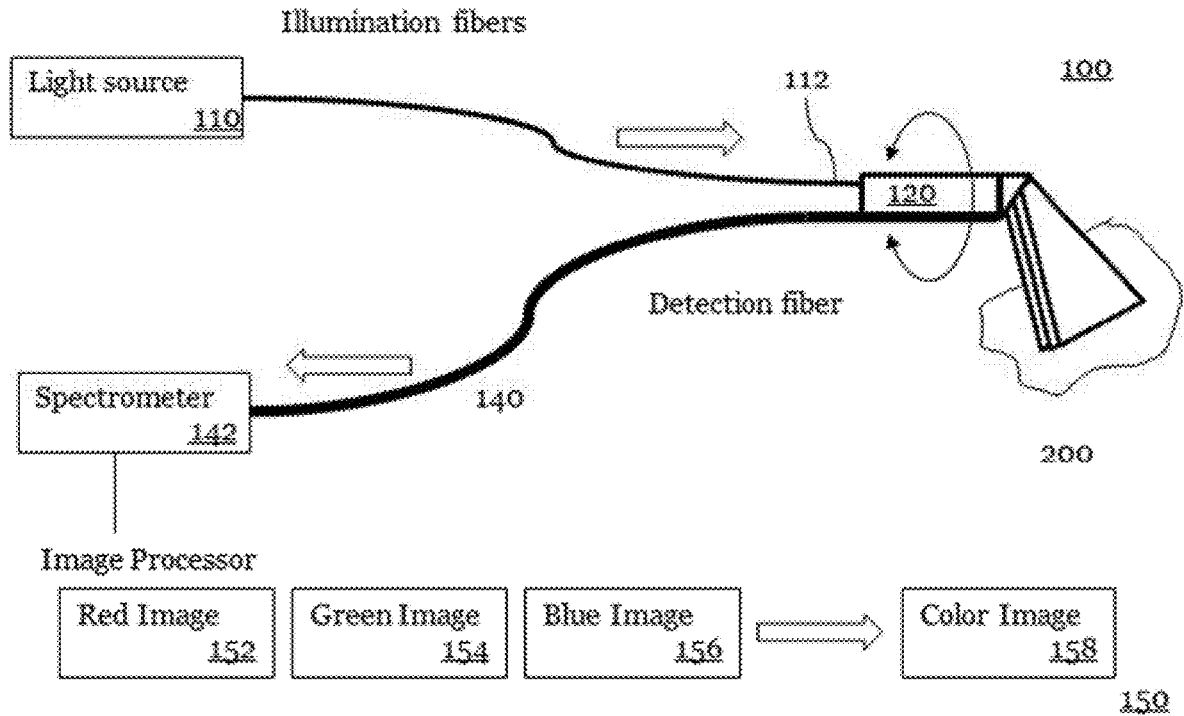 Illumination fibers
100
Light source
110
112
120
Detection fiber
140
Spectrometer
142
200
Image Processor
Red Image
152
Green Image
154
Blue Image
156
Color Image
158
150